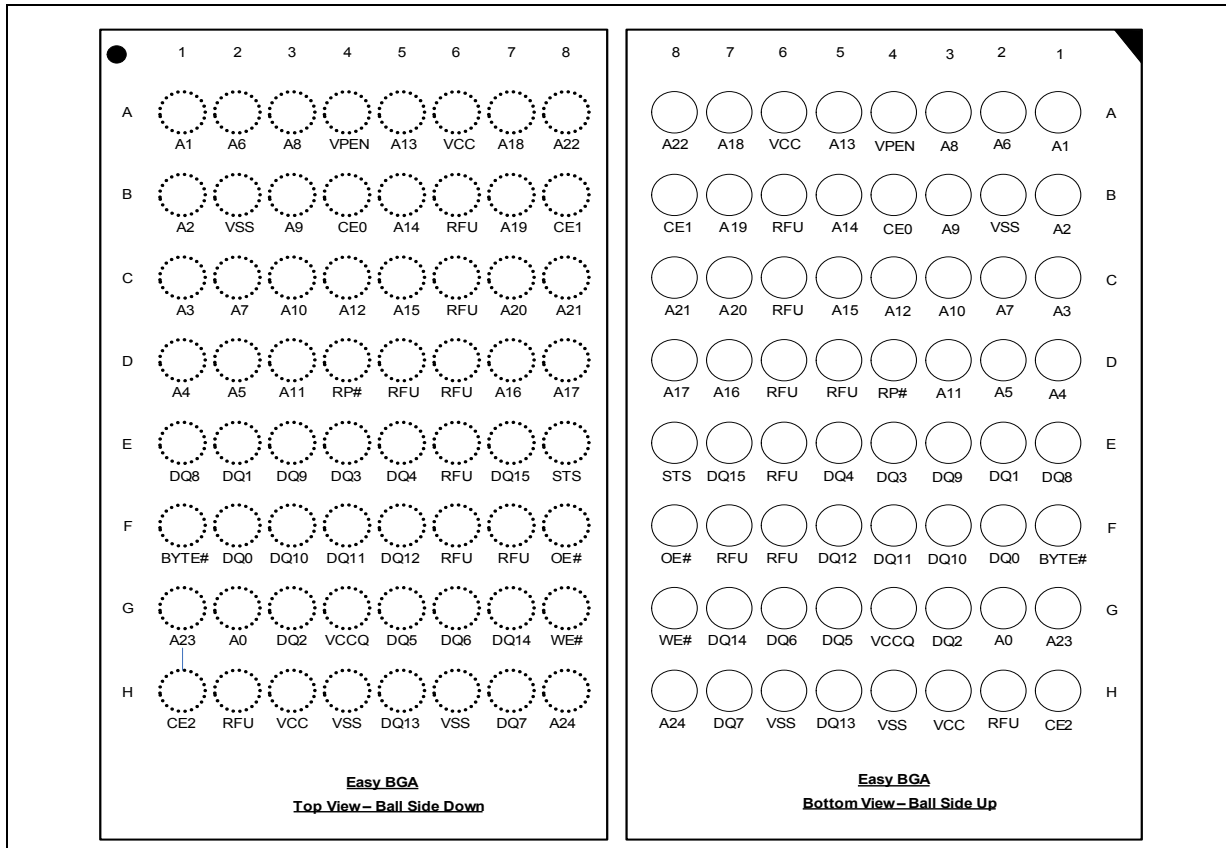 1 2 3 4 5 6 7 8
A
A1 A6 A8 VPEN A13 VCC A18 A22
B
A2 VSS A9 CE0 A14 RFU A19 CE1
C
A3 A7 A10 A12 A15 RFU A20 A21
D
A4 A5 A11 RP# RFU RFU A16 A17
E
DQ8 DQ1 DQ9 DQ3 DQ4 RFU DQ15 STS
F
BYTE# DQ0 DQ10 DQ11 DQ12 RFU RFU OE#
G
A23 A0 DQ2 VCCQ DQ5 DQ6 DQ14 WE#
H
CE2 RFU VCC VSS DQ13 VSS DQ7 A24
Easy BGA
Top View – Ball Side Down
8 7 6 5 4 3 2 1
A
A22 A18 VCC A13 VPEN A8 A6 A1
B
CE1 A19 RFU A14 CE0 A9 VSS A2
C
A21 A20 RFU A15 A12 A10 A7 A3
D
A17 A16 RFU RFU RP# A11 A5 A4
E
STS DQ15 RFU DQ4 DQ3 DQ9 DQ1 DQ8
F
OE# RFU RFU DQ12 DQ11 DQ10 DQ0 BYTE#
G
WE# DQ14 DQ6 DQ5 VCCQ DQ2 A0 A23
H
A24 DQ7 VSS DQ13 VSS VCC RFU CE2
Easy BGA
Bottom View – Ball Side Up